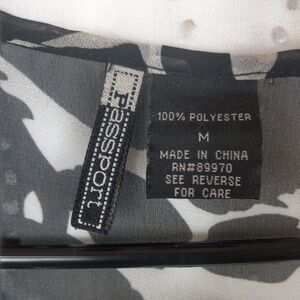 Passport
100% POLYESTER
M
MADE IN CHINA
RN#89970
SEE REVERSE
FOR CARE